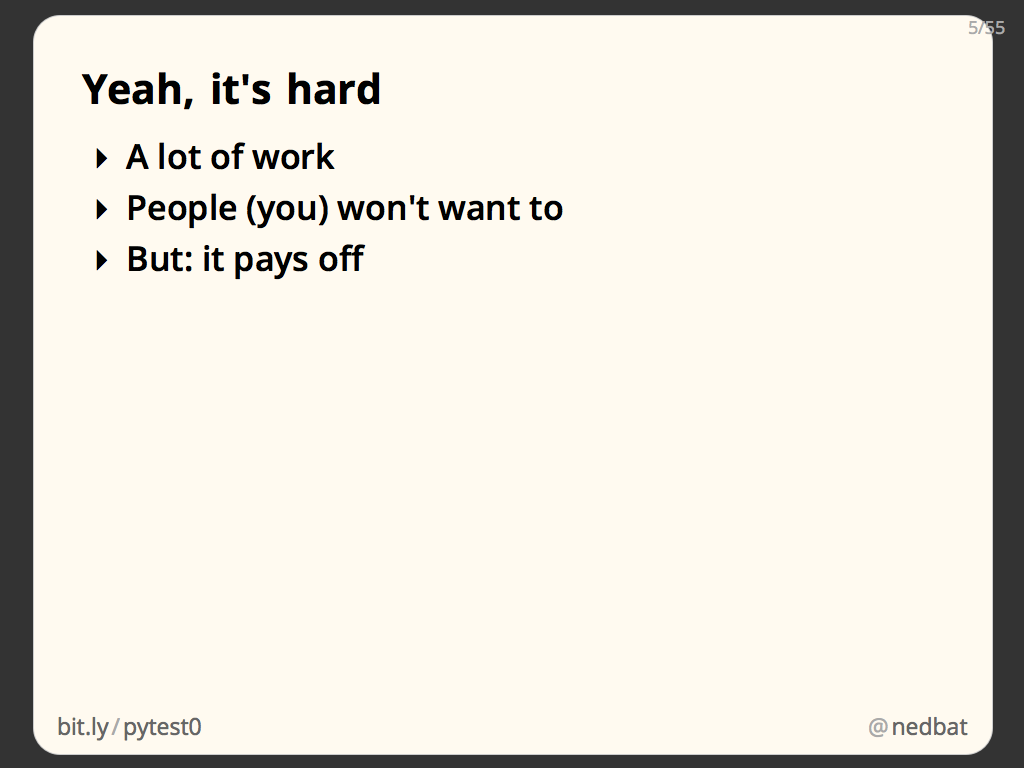 5/55
Yeah, it's hard
A lot of work
People (you) won't want to
But: it pays off
bit.ly/pytest0
@nedbat